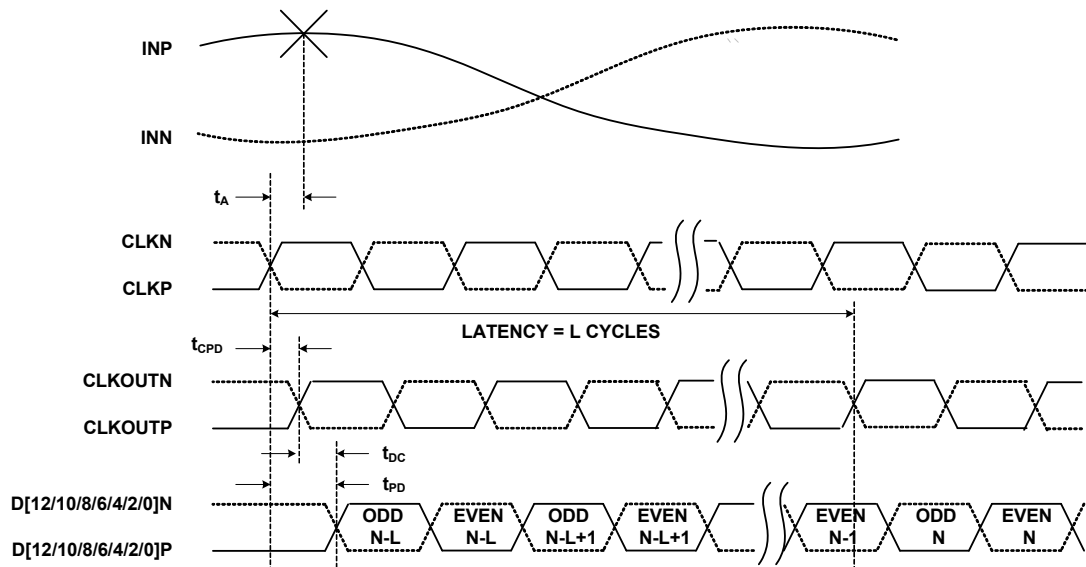 INP
INN
tA
CLKN
CLKP
LATENCY = L CYCLES
tCPD
CLKOUTN
CLKOUTP
tDC
tPD
D[12/10/8/6/4/2/0]N
D[12/10/8/6/4/2/0]P
ODD
N-L
EVEN
N-L
ODD
N-L+1
EVEN
N-L+1
EVEN
N-1
ODD
N
EVEN
N